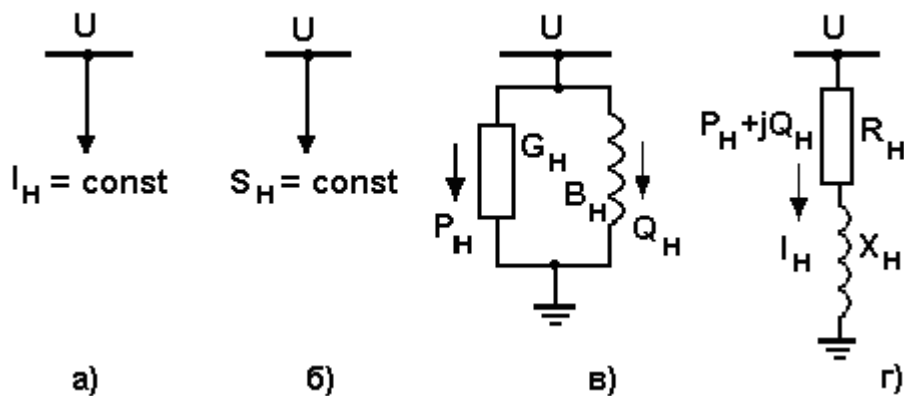 U
I_H = const
а)
U
S_H = const
б)
U
G_H
B_H
P_H
Q_H
в)
U
P_H+jQ_H
R_H
I_H
X_H
г)